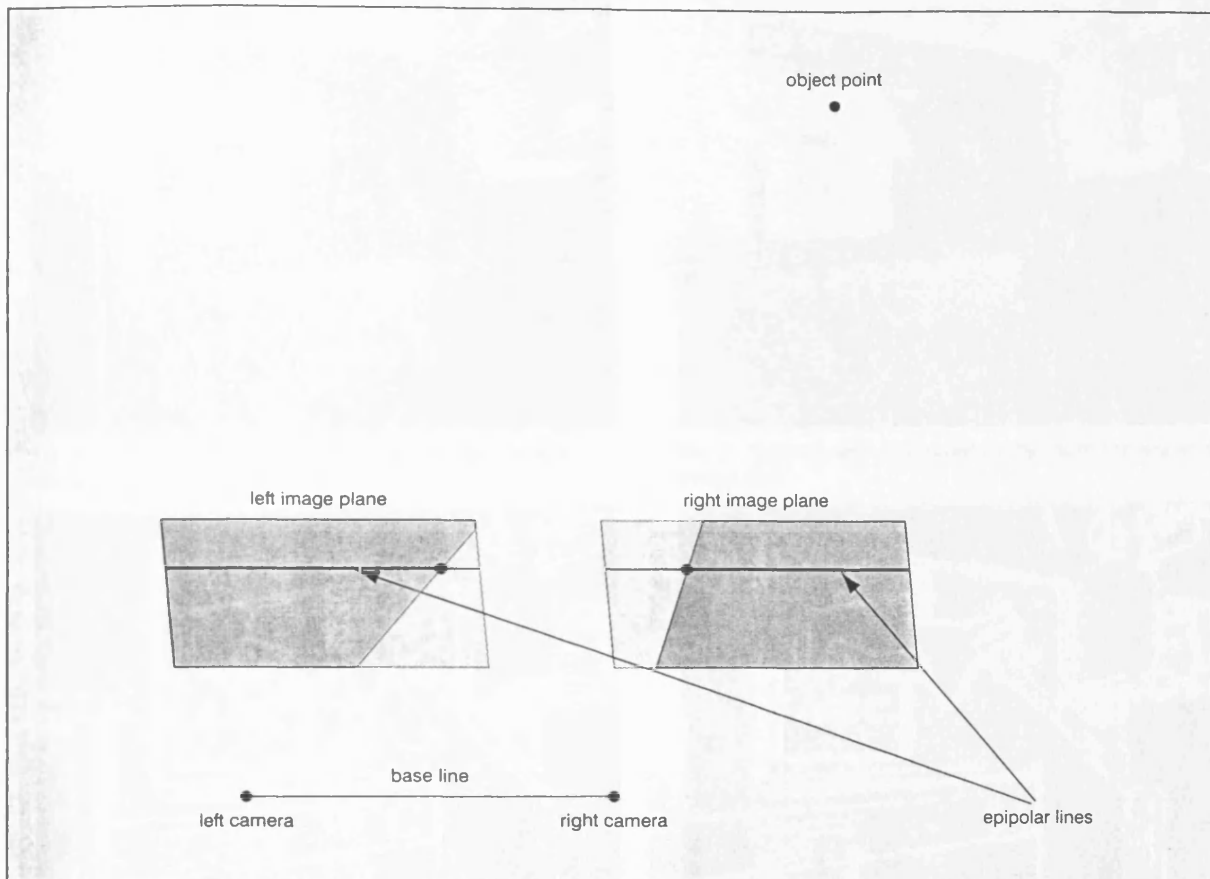 object point
left image plane
right image plane
base line
left camera
right camera
epipolar lines